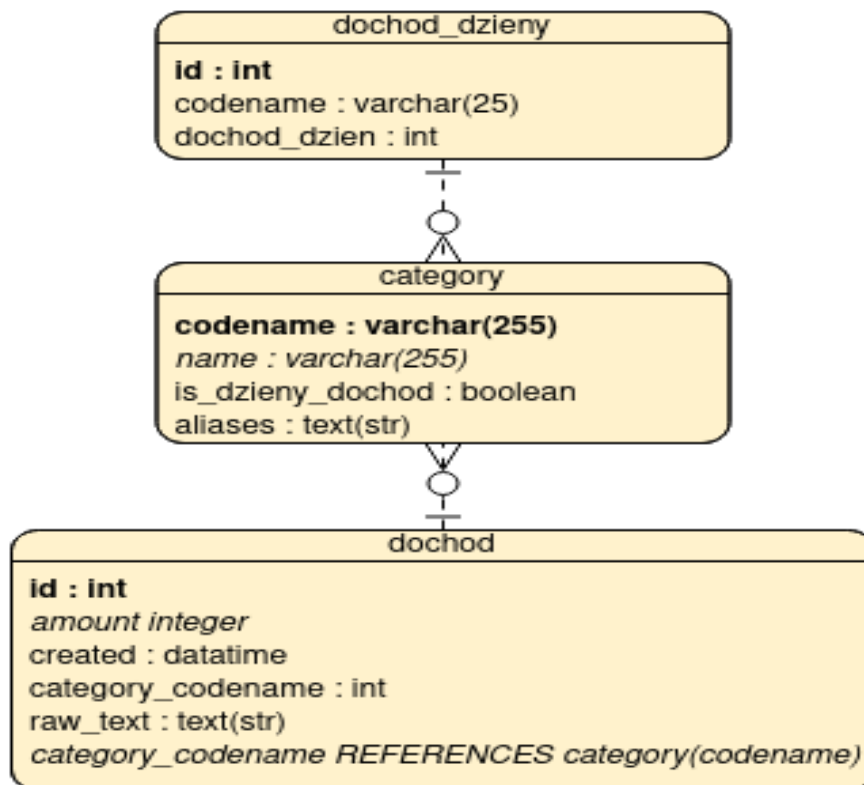 dochod_dzieny
id : int
codename : varchar(25)
dochod_dzien : int
category
codename : varchar(255)
name : varchar(255)
is_dzieny_dochod : boolean
aliases : text(str)
dochod
id : int
amount integer
created : datatime
category_codename : int
raw_text : text(str)
category_codename REFERENCES category(codename)